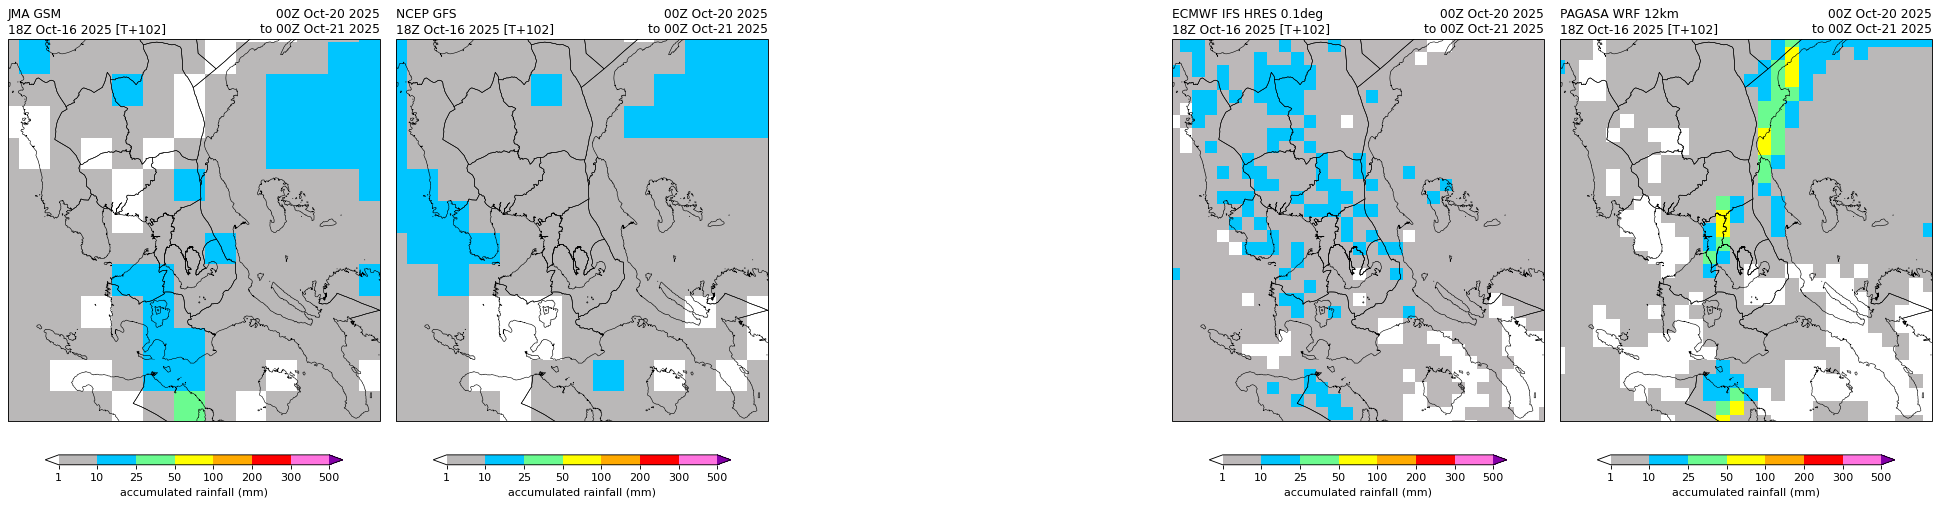 JMA GSM 00Z Oct-20 2025
18Z Oct-16 2025 [T+102] to 00Z Oct-21 2025
1 10 25 50 100 200 300 500
accumulated rainfall (mm)
NCEP GFS 00Z Oct-20 2025
18Z Oct-16 2025 [T+102] to 00Z Oct-21 2025
1 10 25 50 100 200 300 500
accumulated rainfall (mm)
ECMWF IFS HRES 0.1deg 00Z Oct-20 2025
18Z Oct-16 2025 [T+102] to 00Z Oct-21 2025
1 10 25 50 100 200 300 500
accumulated rainfall (mm)
PAGASA WRF 12km 00Z Oct-20 2025
18Z Oct-16 2025 [T+102] to 00Z Oct-21 2025
1 10 25 50 100 200 300 500
accumulated rainfall (mm)